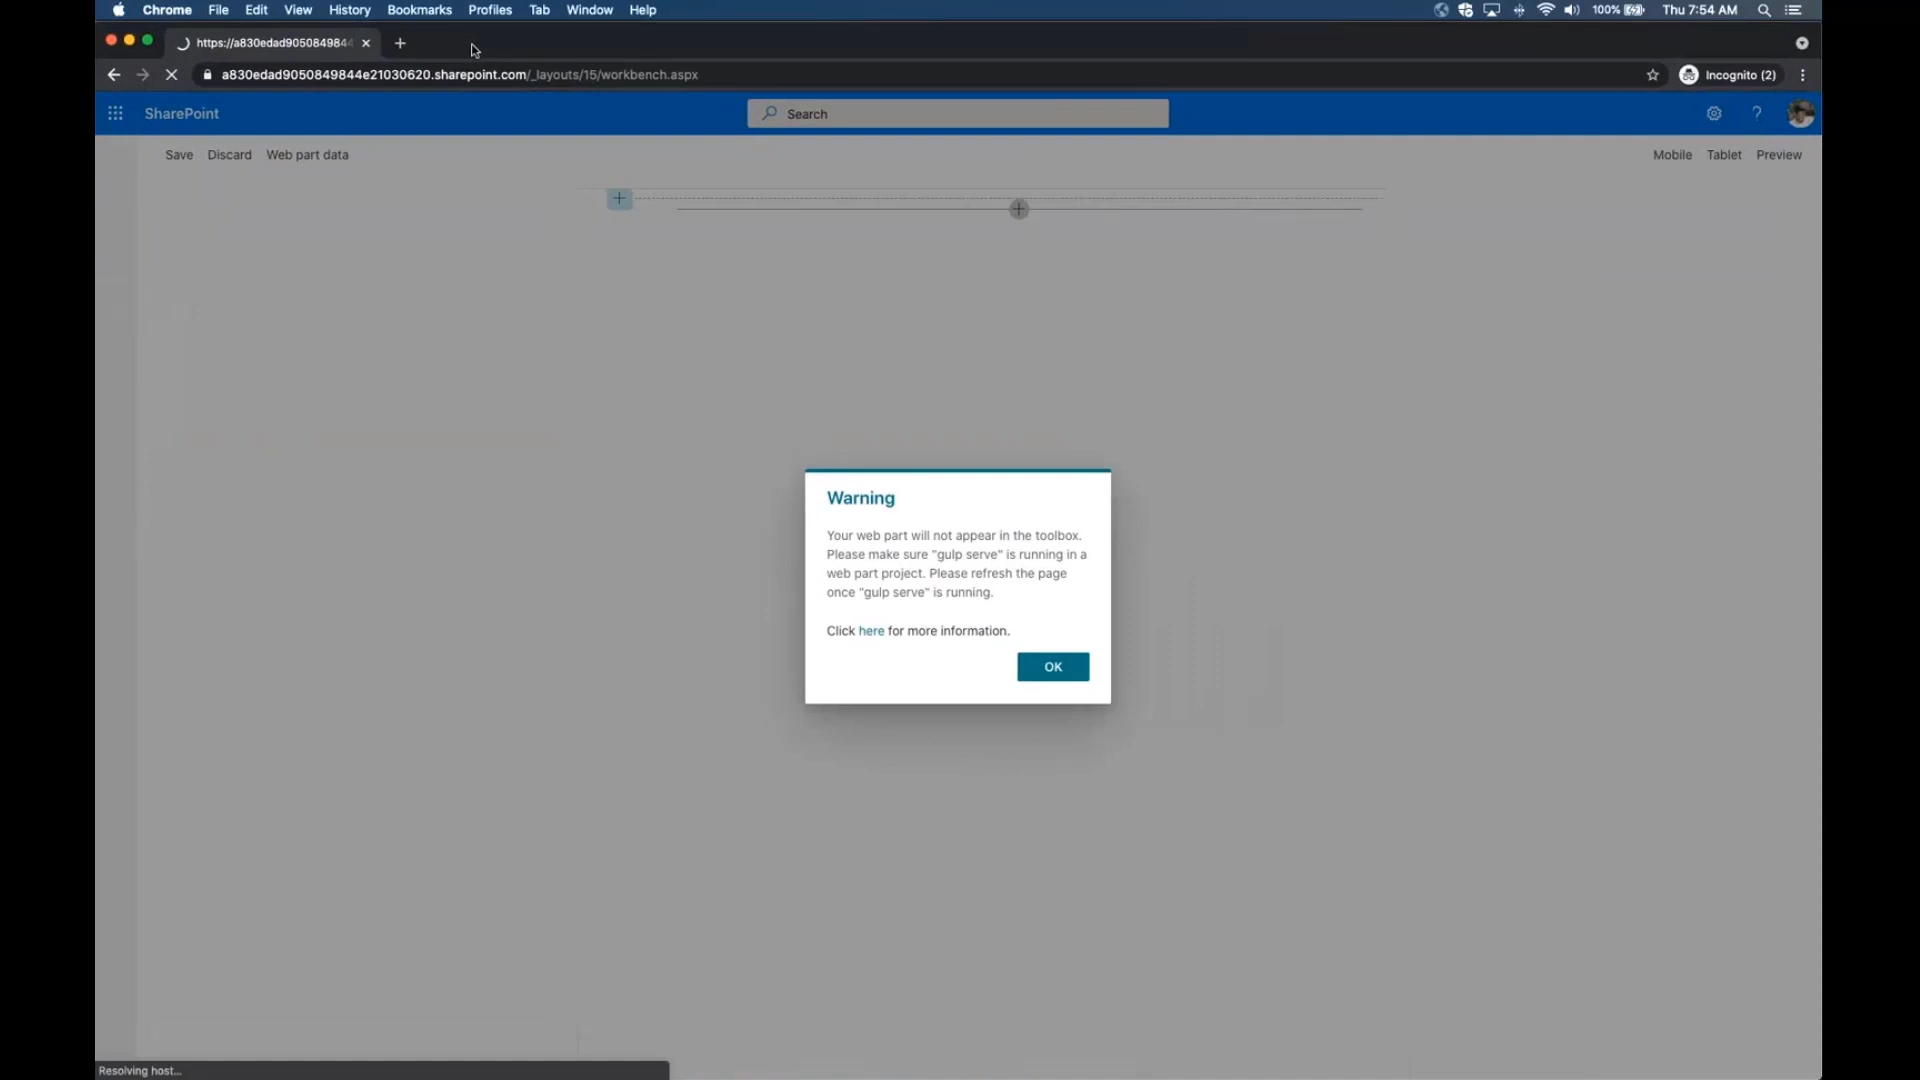 Chrome File Edit View History Bookmarks Profiles Tab Window Help 100% Thu 7:54 AM
https://a830edad9050849844
a830edad9050849844e21030620.sharepoint.com/_layouts/15/workbench.aspx Incognito (2)
SharePoint Search ?
Save Discard Web part data Mobile Tablet Preview
Warning
Your web part will not appear in the toolbox.
Please make sure "gulp serve" is running in a
web part project. Please refresh the page
once "gulp serve" is running.
Click here for more information.
OK
Resolving host...